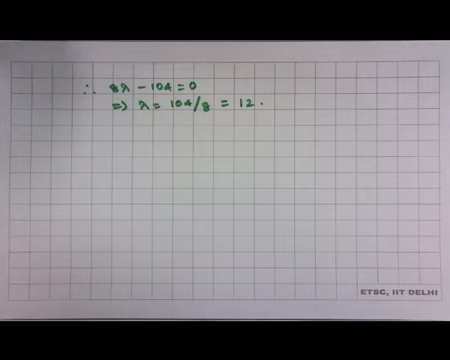 ∴ 8λ - 104 = 0
⇒ λ = 104/8 = 12.
ETSC, IIT DELHI